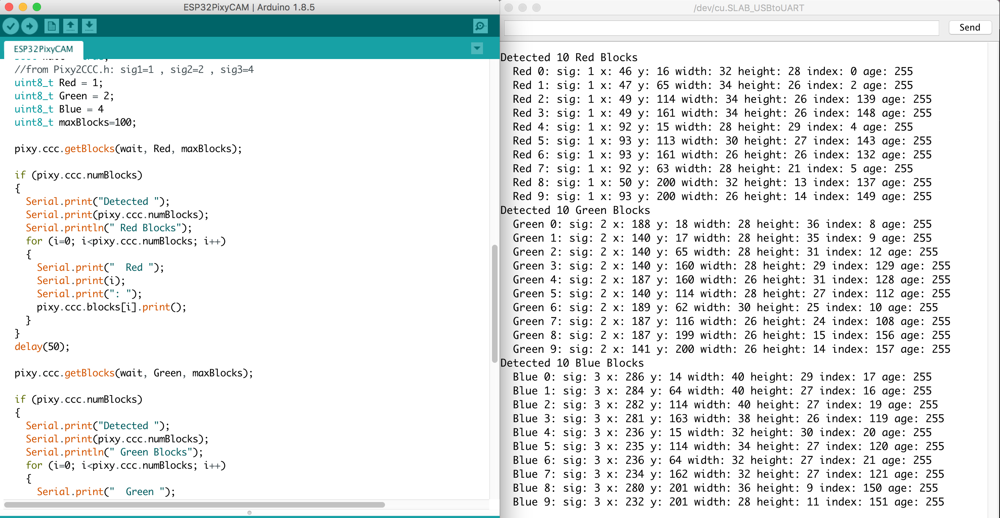 ESP32PixyCAM | Arduino 1.8.5
ESP32PixyCAM
//from Pixy2CCC.h: sig1=1 , sig2=2 , sig3=4
uint8_t Red = 1;
uint8_t Green = 2;
uint8_t Blue = 4
uint8_t maxBlocks=100;
pixy.ccc.getBlocks(wait, Red, maxBlocks);
if (pixy.ccc.numBlocks)
{
Serial.print("Detected ");
Serial.print(pixy.ccc.numBlocks);
Serial.println(" Red Blocks");
for (i=0; i<pixy.ccc.numBlocks; i++)
{
Serial.print("  Red ");
Serial.print(i);
Serial.print(": ");
pixy.ccc.blocks[i].print();
}
}
delay(50);
pixy.ccc.getBlocks(wait, Green, maxBlocks);
if (pixy.ccc.numBlocks)
{
Serial.print("Detected ");
Serial.print(pixy.ccc.numBlocks);
Serial.println(" Green Blocks");
for (i=0; i<pixy.ccc.numBlocks; i++)
{
Serial.print("  Green ");
/dev/cu.SLAB_USBtoUART
Send
Detected 10 Red Blocks
Red 0: sig: 1 x: 46 y: 16 width: 32 height: 28 index: 0 age: 255
Red 1: sig: 1 x: 47 y: 65 width: 34 height: 26 index: 2 age: 255
Red 2: sig: 1 x: 49 y: 114 width: 34 height: 26 index: 139 age: 255
Red 3: sig: 1 x: 49 y: 161 width: 34 height: 26 index: 148 age: 255
Red 4: sig: 1 x: 92 y: 15 width: 28 height: 29 index: 4 age: 255
Red 5: sig: 1 x: 93 y: 113 width: 30 height: 27 index: 143 age: 255
Red 6: sig: 1 x: 93 y: 161 width: 26 height: 26 index: 132 age: 255
Red 7: sig: 1 x: 92 y: 63 width: 28 height: 21 index: 5 age: 255
Red 8: sig: 1 x: 50 y: 200 width: 32 height: 13 index: 137 age: 255
Red 9: sig: 1 x: 93 y: 200 width: 26 height: 14 index: 149 age: 255
Detected 10 Green Blocks
Green 0: sig: 2 x: 188 y: 18 width: 28 height: 36 index: 8 age: 255
Green 1: sig: 2 x: 140 y: 17 width: 28 height: 35 index: 9 age: 255
Green 2: sig: 2 x: 140 y: 65 width: 28 height: 31 index: 12 age: 255
Green 3: sig: 2 x: 140 y: 160 width: 28 height: 29 index: 129 age: 255
Green 4: sig: 2 x: 187 y: 160 width: 26 height: 31 index: 128 age: 255
Green 5: sig: 2 x: 140 y: 114 width: 28 height: 27 index: 112 age: 255
Green 6: sig: 2 x: 189 y: 62 width: 30 height: 25 index: 10 age: 255
Green 7: sig: 2 x: 187 y: 116 width: 26 height: 24 index: 108 age: 255
Green 8: sig: 2 x: 187 y: 199 width: 26 height: 15 index: 156 age: 255
Green 9: sig: 2 x: 141 y: 200 width: 26 height: 14 index: 157 age: 255
Detected 10 Blue Blocks
Blue 0: sig: 3 x: 286 y: 14 width: 40 height: 29 index: 17 age: 255
Blue 1: sig: 3 x: 284 y: 64 width: 40 height: 27 index: 16 age: 255
Blue 2: sig: 3 x: 282 y: 114 width: 40 height: 27 index: 19 age: 255
Blue 3: sig: 3 x: 281 y: 163 width: 38 height: 26 index: 119 age: 255
Blue 4: sig: 3 x: 236 y: 15 width: 32 height: 30 index: 20 age: 255
Blue 5: sig: 3 x: 235 y: 114 width: 34 height: 27 index: 120 age: 255
Blue 6: sig: 3 x: 236 y: 64 width: 32 height: 27 index: 21 age: 255
Blue 7: sig: 3 x: 234 y: 162 width: 32 height: 27 index: 121 age: 255
Blue 8: sig: 3 x: 280 y: 201 width: 36 height: 9 index: 150 age: 255
Blue 9: sig: 3 x: 232 y: 201 width: 28 height: 11 index: 151 age: 255